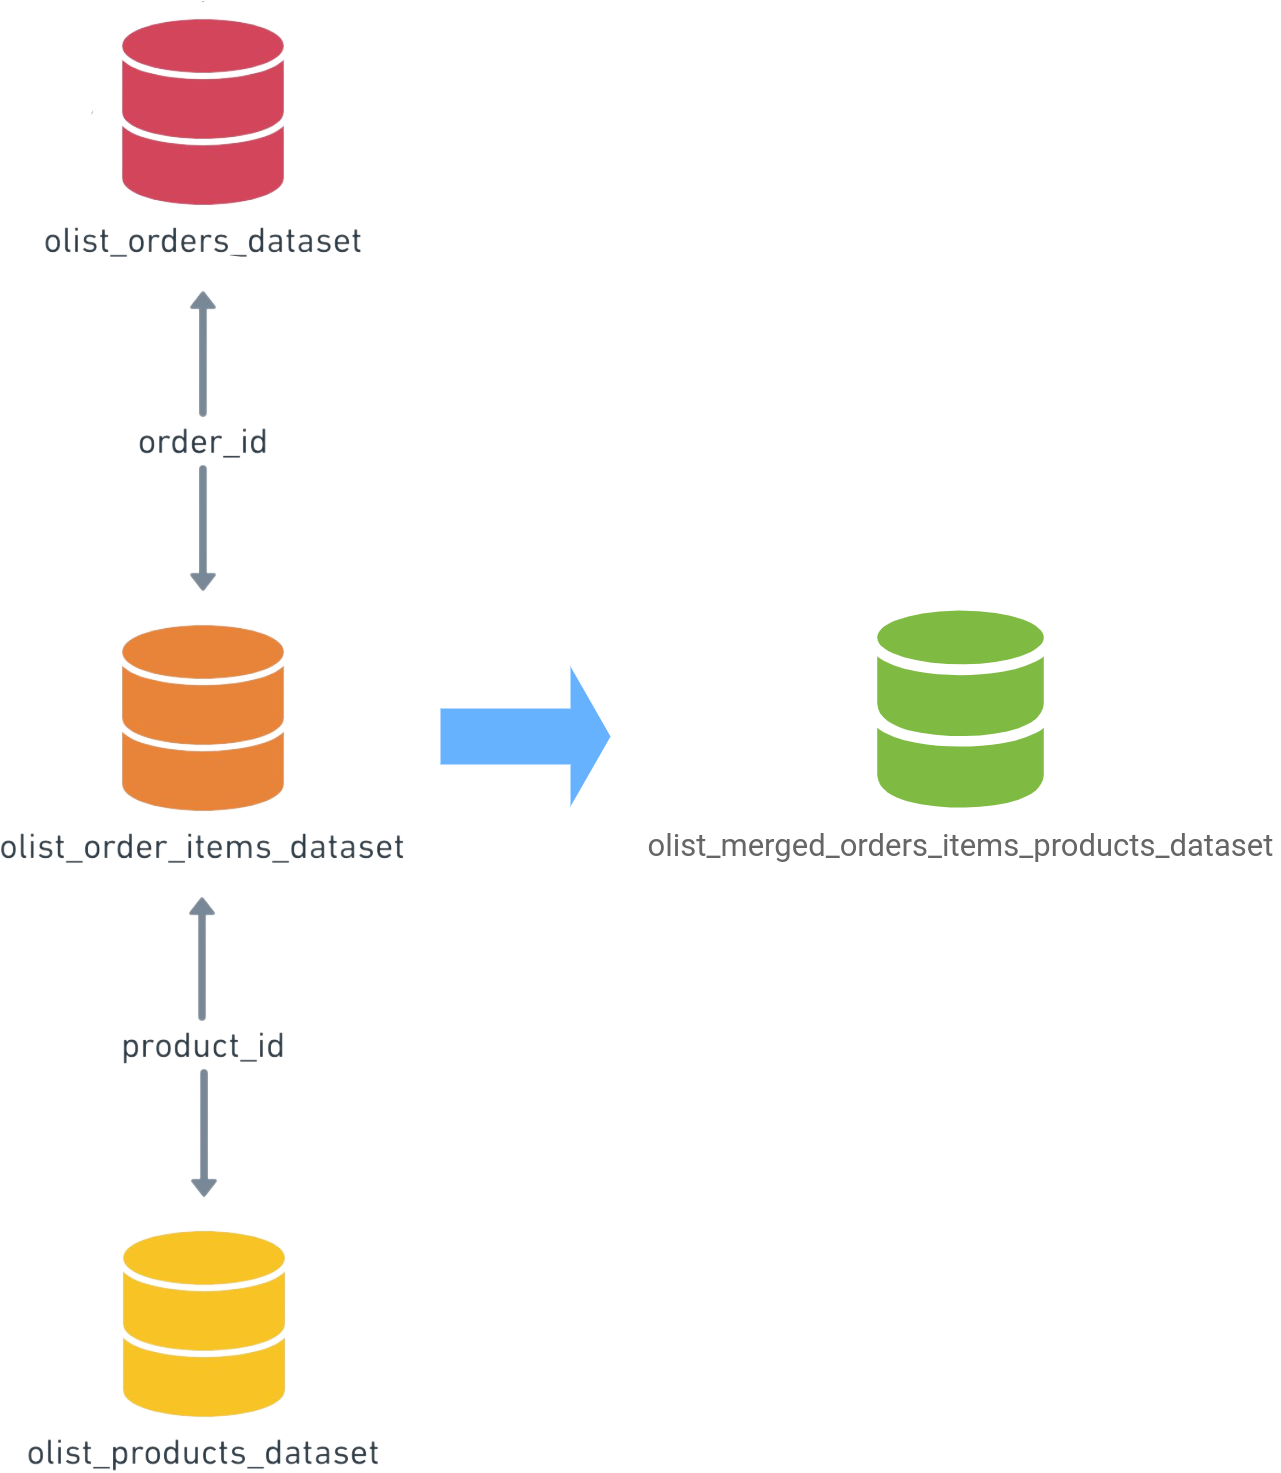 olist_orders_dataset
order_id
olist_order_items_dataset
olist_merged_orders_items_products_dataset
product_id
olist_products_dataset